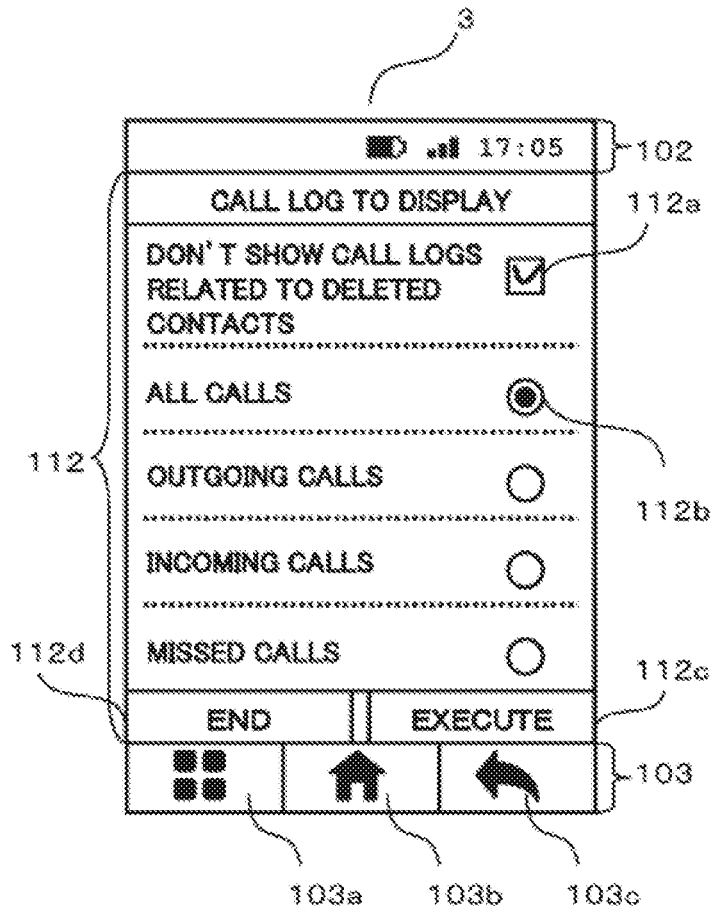 3
17:05
102
CALL LOG TO DISPLAY
112a
DON'T SHOW CALL LOGS
RELATED TO DELETED
CONTACTS
ALL CALLS
112
OUTGOING CALLS
112b
INCOMING CALLS
112d
MISSED CALLS
112c
END
EXECUTE
103
103a
103b
103c